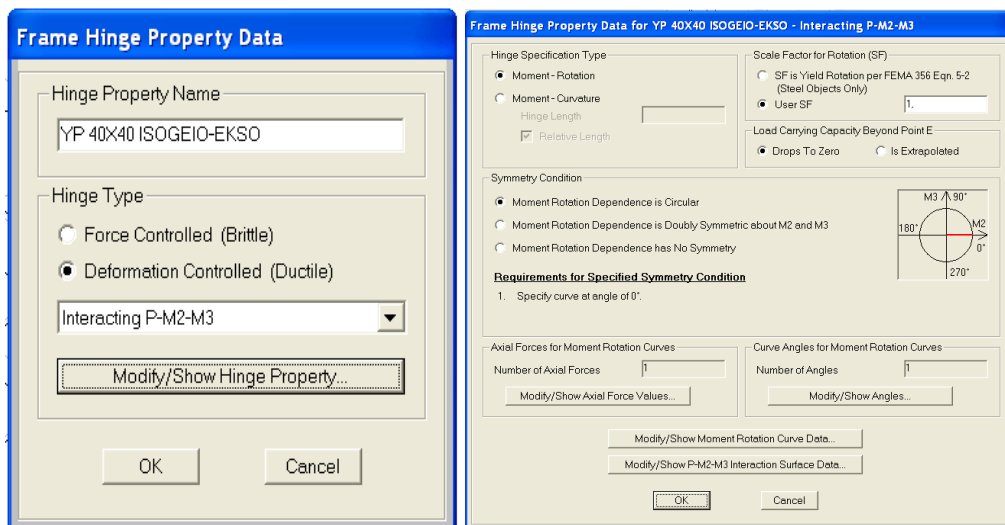 Frame Hinge Property Data
Hinge Property Name
YP 40X40 ISOGEIO-EKSO
Hinge Type
Force Controlled (Brittle)
Deformation Controlled (Ductile)
Interacting P-M2-M3
Modify/Show Hinge Property...
OK
Cancel
Frame Hinge Property Data for YP 40X40 ISOGEIO-EKSO - Interacting P-M2-M3
Hinge Specification Type
Moment - Rotation
Moment - Curvature
Hinge Length
Relative Length
Scale Factor for Rotation (SF)
SF is Yield Rotation per FEMA 356 Eqn. 5-2
(Steel Objects Only)
User SF
1.
Load Carrying Capacity Beyond Point E
Drops To Zero
Is Extrapolated
Symmetry Condition
Moment Rotation Dependence is Circular
Moment Rotation Dependence is Doubly Symmetric about M2 and M3
Moment Rotation Dependence has No Symmetry
Requirements for Specified Symmetry Condition
1. Specify curve at angle of 0°.
M3
90°
180°
M2
0°
270°
Axial Forces for Moment Rotation Curves
Number of Axial Forces
1
Modify/Show Axial Force Values...
Curve Angles for Moment Rotation Curves
Number of Angles
1
Modify/Show Angles...
Modify/Show Moment Rotation Curve Data...
Modify/Show P-M2-M3 Interaction Surface Data...
OK
Cancel